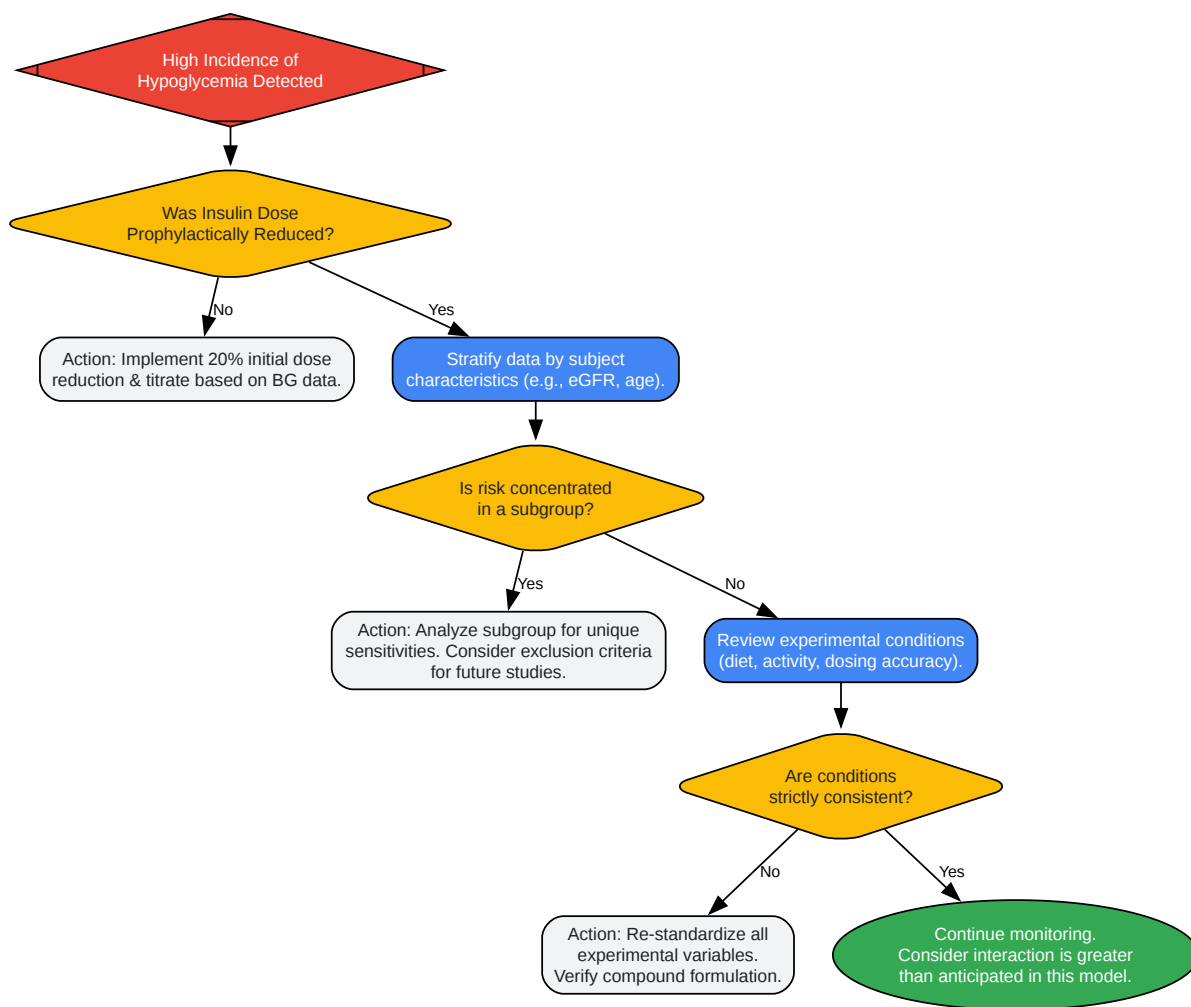 High Incidence of
Hypoglycemia Detected
Was Insulin Dose
Prophylactically Reduced?
No
Yes
Action: Implement 20% initial dose
reduction & titrate based on BG data.
Stratify data by subject
characteristics (e.g., eGFR, age).
Is risk concentrated
in a subgroup?
Yes
No
Action: Analyze subgroup for unique
sensitivities. Consider exclusion criteria
for future studies.
Review experimental conditions
(diet, activity, dosing accuracy).
Are conditions
strictly consistent?
No
Yes
Action: Re-standardize all
experimental variables.
Verify compound formulation.
Continue monitoring.
Consider interaction is greater
than anticipated in this model.